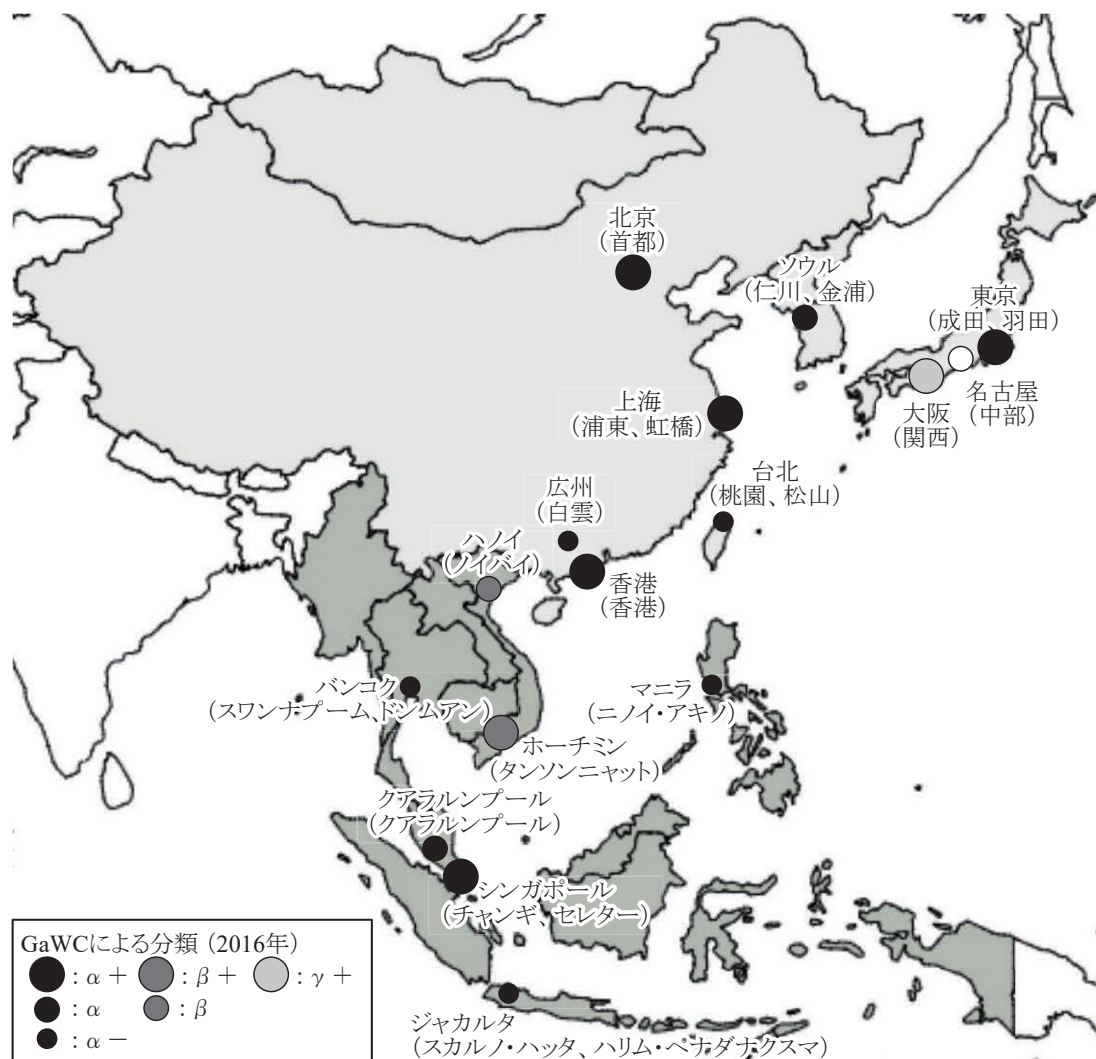 北京
（首都）
ソウル
（仁川、金浦）
東京
（成田、羽田）
名古屋
（中部）
大阪
（関西）
上海
（浦東、虹橋）
台北
（桃園、松山）
広州
（白雲）
ハノイ
（ノイバイ）
香港
（香港）
バンコク
（スワンナプーム、ドンムアン）
マニラ
（ニノイ・アキノ）
ホーチミン
（タンソンニャット）
クアラルンプール
（クアラルンプール）
シンガポール
（チャンギ、セレター）
ジャカルタ
（スカルノ・ハッタ、ハリム・ペナダナクスマ）
GaWCによる分類（2016年）
：α＋ ：β＋ ：γ＋
：α ：β
：α－